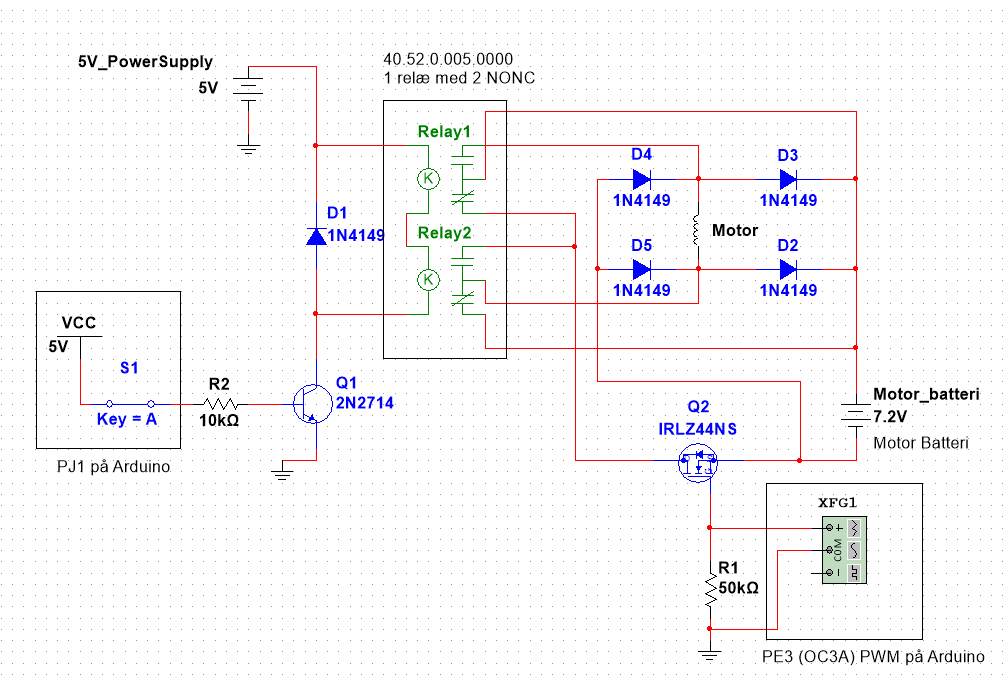 5V_PowerSupply
5V
40.52.0.005.0000
1 relæ med 2 NONC
Relay1
K
D1
1N4149
Relay2
K
D4
1N4149
D3
1N4149
Motor
D5
1N4149
D2
1N4149
VCC
5V
S1
Key = A
R2
10kΩ
Q1
2N2714
PJ1 på Arduino
Q2
IRLZ44NS
Motor_batteri
7.2V
Motor Batteri
XFG1
COM
R1
50kΩ
PE3 (OC3A) PWM på Arduino